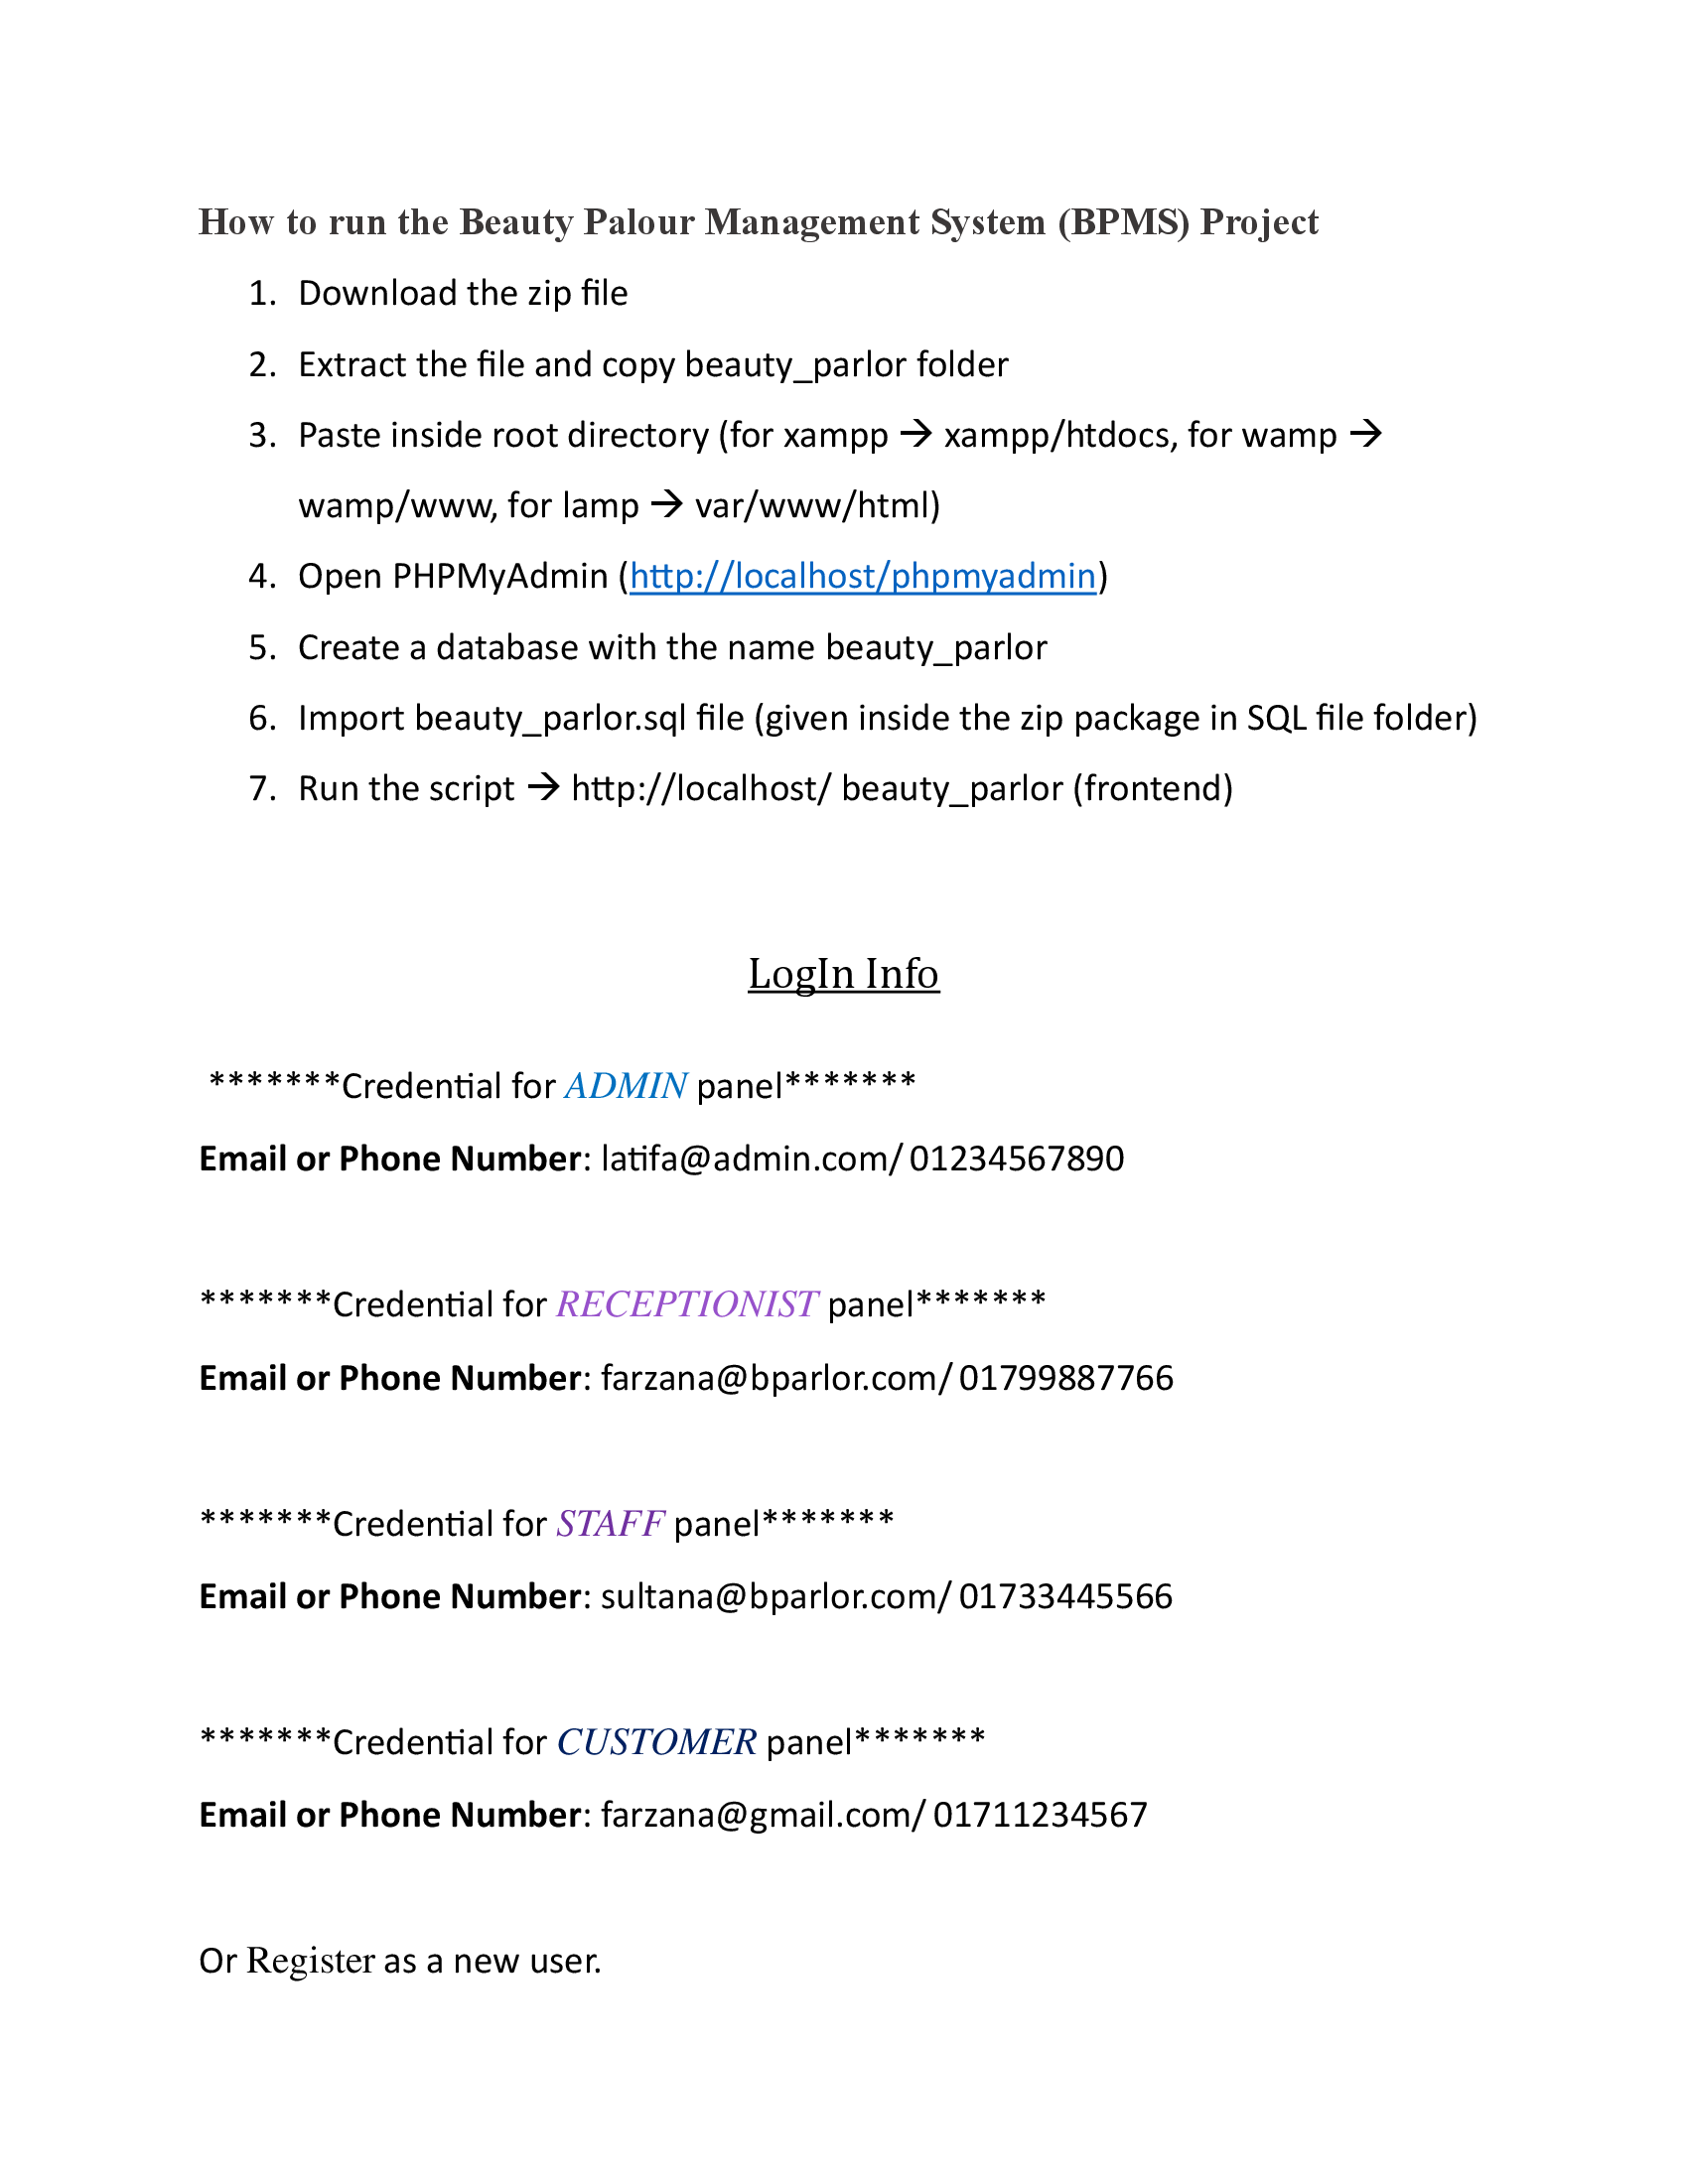 How to run the Beauty Palour Management System (BPMS) Project
1. Download the zip file
2. Extract the file and copy beauty_parlor folder
3. Paste inside root directory (for xampp → xampp/htdocs, for wamp →
wamp/www, for lamp → var/www/html)
4. Open PHPMyAdmin (http://localhost/phpmyadmin)
5. Create a database with the name beauty_parlor
6. Import beauty_parlor.sql file (given inside the zip package in SQL file folder)
7. Run the script → http://localhost/ beauty_parlor (frontend)
LogIn Info
*******Credential for ADMIN panel*******
Email or Phone Number: latifa@admin.com/ 01234567890
*******Credential for RECEPTIONIST panel*******
Email or Phone Number: farzana@bparlor.com/ 01799887766
*******Credential for STAFF panel*******
Email or Phone Number: sultana@bparlor.com/ 01733445566
*******Credential for CUSTOMER panel*******
Email or Phone Number: farzana@gmail.com/ 01711234567
Or Register as a new user.